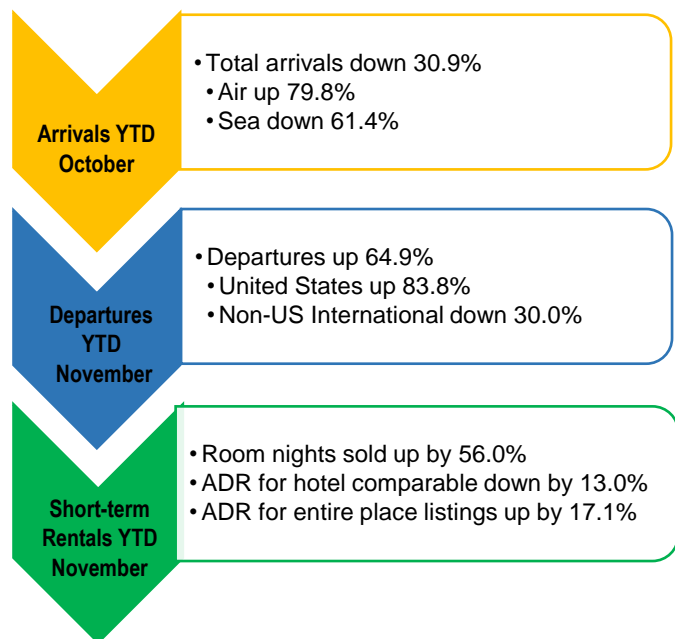 Arrivals YTD
October
• Total arrivals down 30.9%
• Air up 79.8%
• Sea down 61.4%
Departures
YTD
November
• Departures up 64.9%
• United States up 83.8%
• Non-US International down 30.0%
Short-term
Rentals YTD
November
• Room nights sold up by 56.0%
• ADR for hotel comparable down by 13.0%
• ADR for entire place listings up by 17.1%